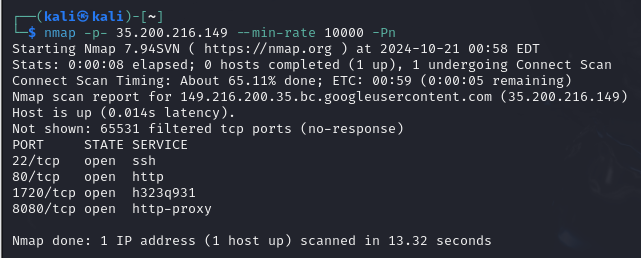 ┌──(kali㉿kali)-[~]
└─$ nmap -p- 35.200.216.149 --min-rate 10000 -Pn
Starting Nmap 7.94SVN ( https://nmap.org ) at 2024-10-21 00:58 EDT
Stats: 0:00:08 elapsed; 0 hosts completed (1 up), 1 undergoing Connect Scan
Connect Scan Timing: About 65.11% done; ETC: 00:59 (0:00:05 remaining)
Nmap scan report for 149.216.200.35.bc.googleusercontent.com (35.200.216.149)
Host is up (0.014s latency).
Not shown: 65531 filtered tcp ports (no-response)
PORT     STATE SERVICE
22/tcp   open  ssh
80/tcp   open  http
1720/tcp open  h323q931
8080/tcp open  http-proxy
Nmap done: 1 IP address (1 host up) scanned in 13.32 seconds